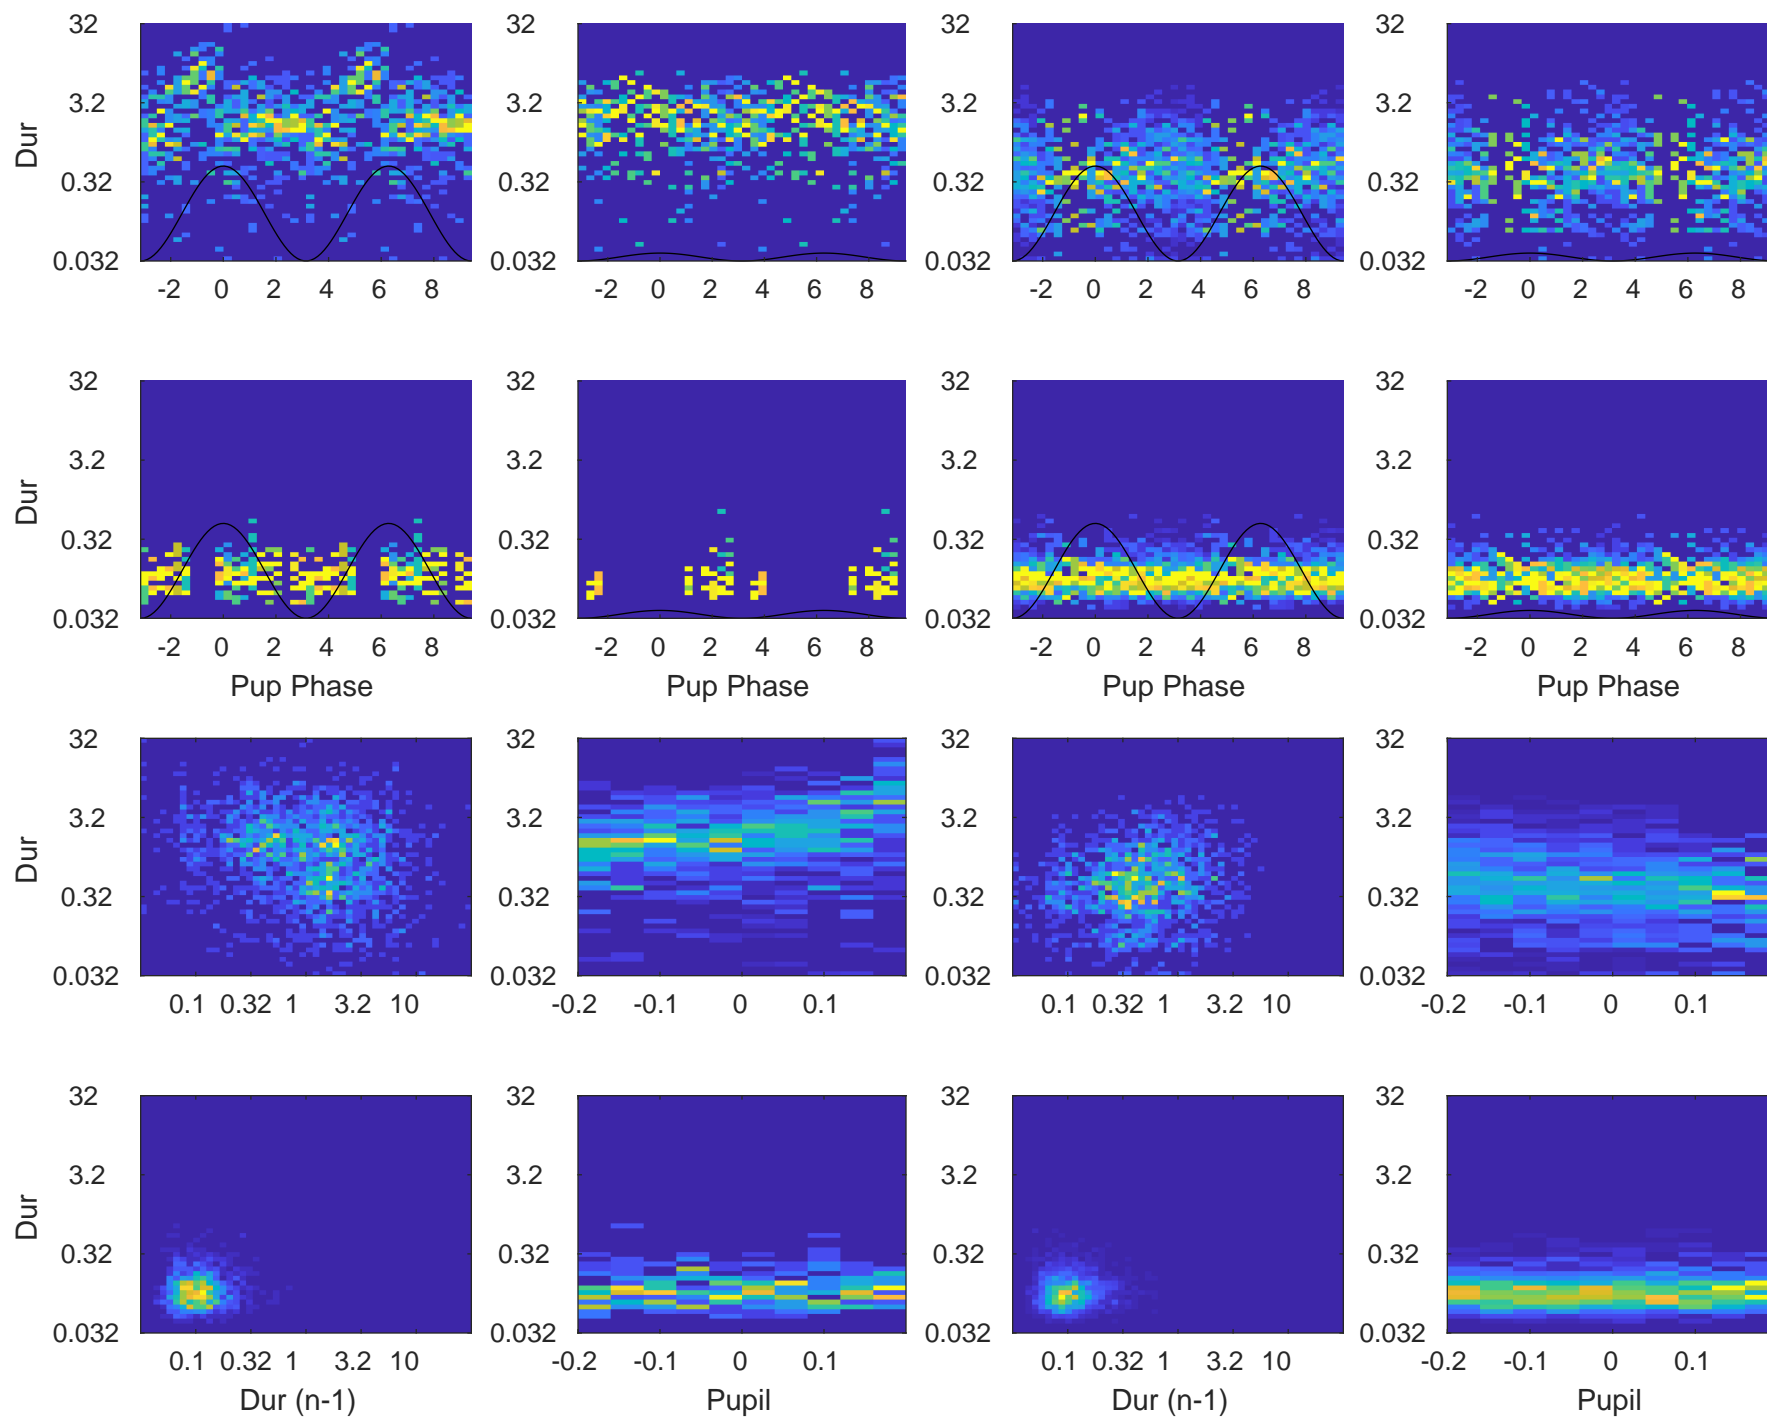 32 32 32 32
3.2 3.2 3.2 3.2
Dur
0.32 0.32 0.32 0.32
0.032 0.032 0.032 0.032
-2 0 2 4 6 8 -2 0 2 4 6 8 -2 0 2 4 6 8 -2 0 2 4 6 8
32 32 32 32
3.2 3.2 3.2 3.2
Dur
0.32 0.32 0.32 0.32
0.032 0.032 0.032 0.032
-2 0 2 4 6 8 -2 0 2 4 6 8 -2 0 2 4 6 8 -2 0 2 4 6 8
Pup Phase Pup Phase Pup Phase Pup Phase
32 32 32 32
3.2 3.2 3.2 3.2
Dur
0.32 0.32 0.32 0.32
0.032 0.032 0.032 0.032
0.1 0.32 1 3.2 10 -0.2 -0.1 0 0.1 0.1 0.32 1 3.2 10 -0.2 -0.1 0 0.1
32 32 32 32
3.2 3.2 3.2 3.2
Dur
0.32 0.32 0.32 0.32
0.032 0.032 0.032 0.032
0.1 0.32 1 3.2 10 -0.2 -0.1 0 0.1 0.1 0.32 1 3.2 10 -0.2 -0.1 0 0.1
Dur (n-1) Pupil Dur (n-1) Pupil